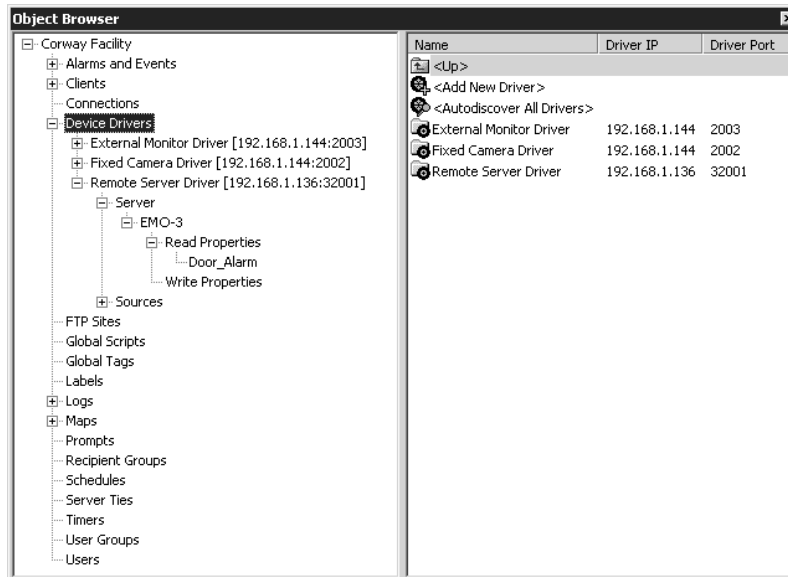 Object Browser
Corway Facility
Alarms and Events
Clients
Connections
Device Drivers
External Monitor Driver [192.168.1.144:2003]
Fixed Camera Driver [192.168.1.144:2002]
Remote Server Driver [192.168.1.136:32001]
Server
EMO-3
Read Properties
Door_Alarm
Write Properties
Sources
FTP Sites
Global Scripts
Global Tags
Labels
Logs
Maps
Prompts
Recipient Groups
Schedules
Server Ties
Timers
User Groups
Users
Name Driver IP Driver Port
<Up>
<Add New Driver>
<Autodiscover All Drivers>
External Monitor Driver 192.168.1.144 2003
Fixed Camera Driver 192.168.1.144 2002
Remote Server Driver 192.168.1.136 32001